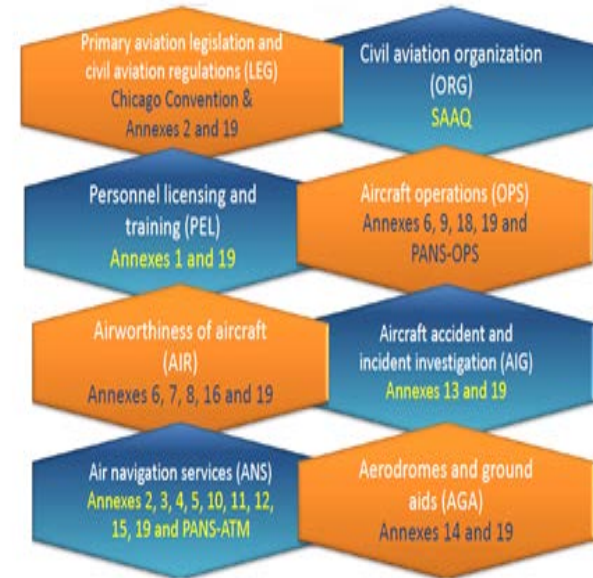 Primary aviation legislation and
civil aviation regulations (LEG)
Chicago Convention &
Annexes 2 and 19
Civil aviation organization
(ORG)
SAAQ
Personnel licensing and
training (PEL)
Annexes 1 and 19
Aircraft operations (OPS)
Annexes 6, 9, 18, 19 and
PANS-OPS
Airworthiness of aircraft
(AIR)
Annexes 6, 7, 8, 16 and 19
Aircraft accident and
incident investigation (AIG)
Annexes 13 and 19
Air navigation services (ANS)
Annexes 2, 3, 4, 5, 10, 11, 12,
15, 19 and PANS-ATM
Aerodromes and ground
aids (AGA)
Annexes 14 and 19